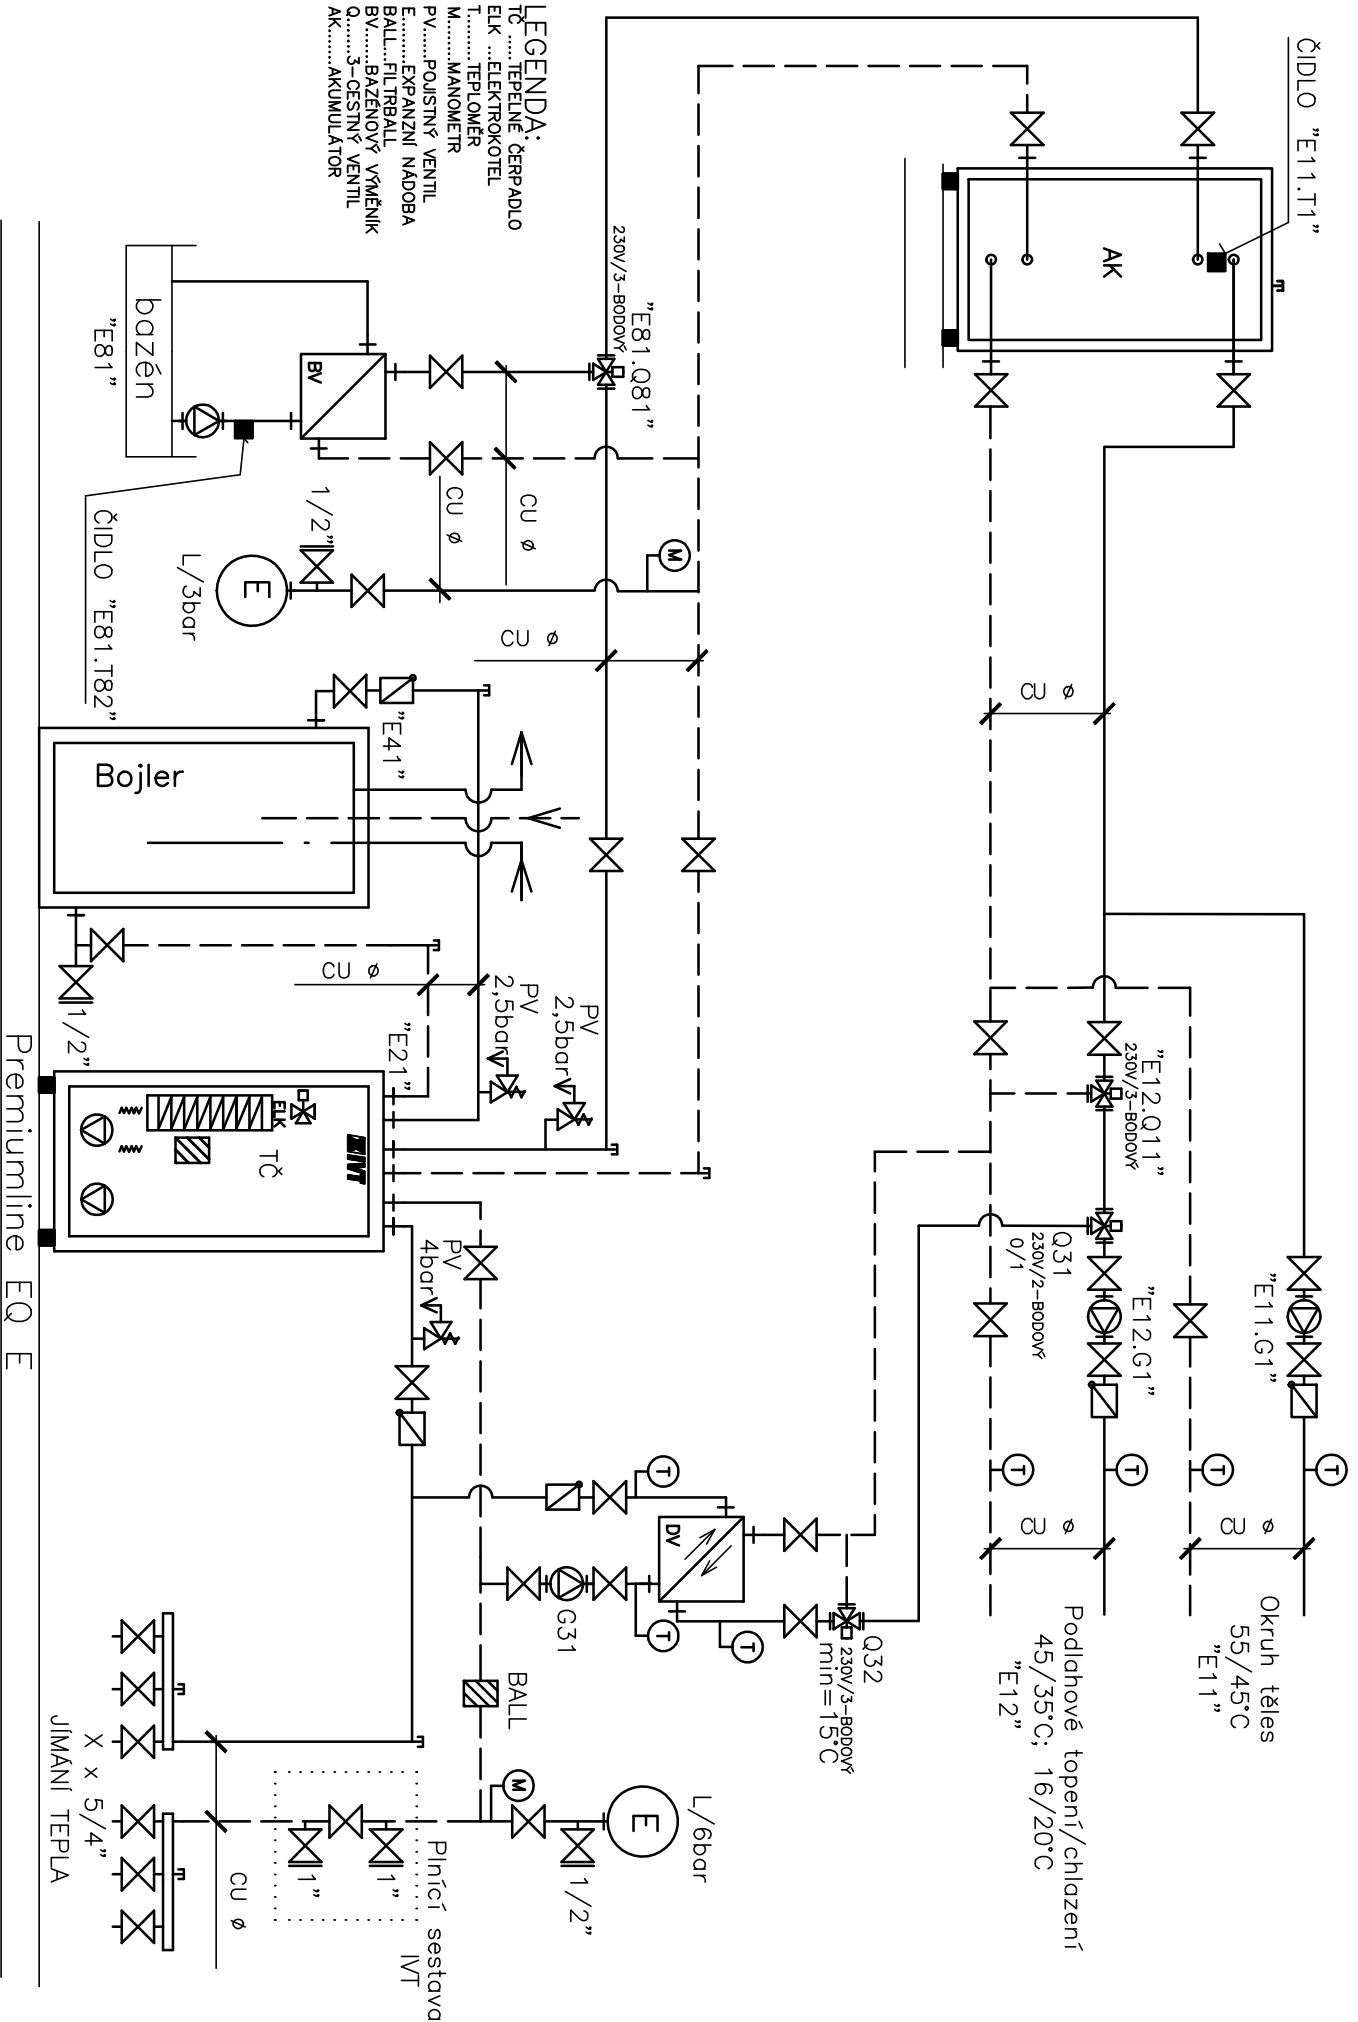 LEGENDA:
TČ ....TEPELNÉ ČERPADLO
ELK ...ELEKTROKOTEL
T........TEPLOMĚR
M......MANOMETR
PV......POJISTNÝ VENTIL
E.........EXPANZNÍ NÁDOBA
BALL...FILTRBALL
BV......BAZÉNOVÝ VÝMĚNÍK
Q.......3-CESTNÝ VENTIL
AK......AKUMULÁTOR
ČIDLO "E11.T1"
AK
"E81.Q81"
230V/3-BODOVÝ
BV
bazén
"E81"
ČIDLO "E81.T82"
CU ø
CU ø
1/2"
E
L/3bar
M
CU ø
CU ø
"E41"
Bojler
1/2"
CU ø
"E21"
PV
2,5bar
PV
2,5bar
ELK
TČ
IVT
Premiumline EQ E
PV
4bar
"E12.Q11"
230V/3-BODOVÝ
Q31
230V/2-BODOVÝ
0/1
"E12.G1"
"E11.G1"
T
T
T
T
CU ø
CU ø
Okruh těles
55/45°C
"E11"
Podlahové topení/chlazení
45/35°C; 16/20°C
"E12"
T
DV
T
T
G31
Q32
230V/3-BODOVÝ
min=15°C
BALL
M
E
L/6bar
1/2"
Plnící sestava
IVT
1"
1"
CU ø
X x 5/4"
JÍMÁNÍ TEPLA